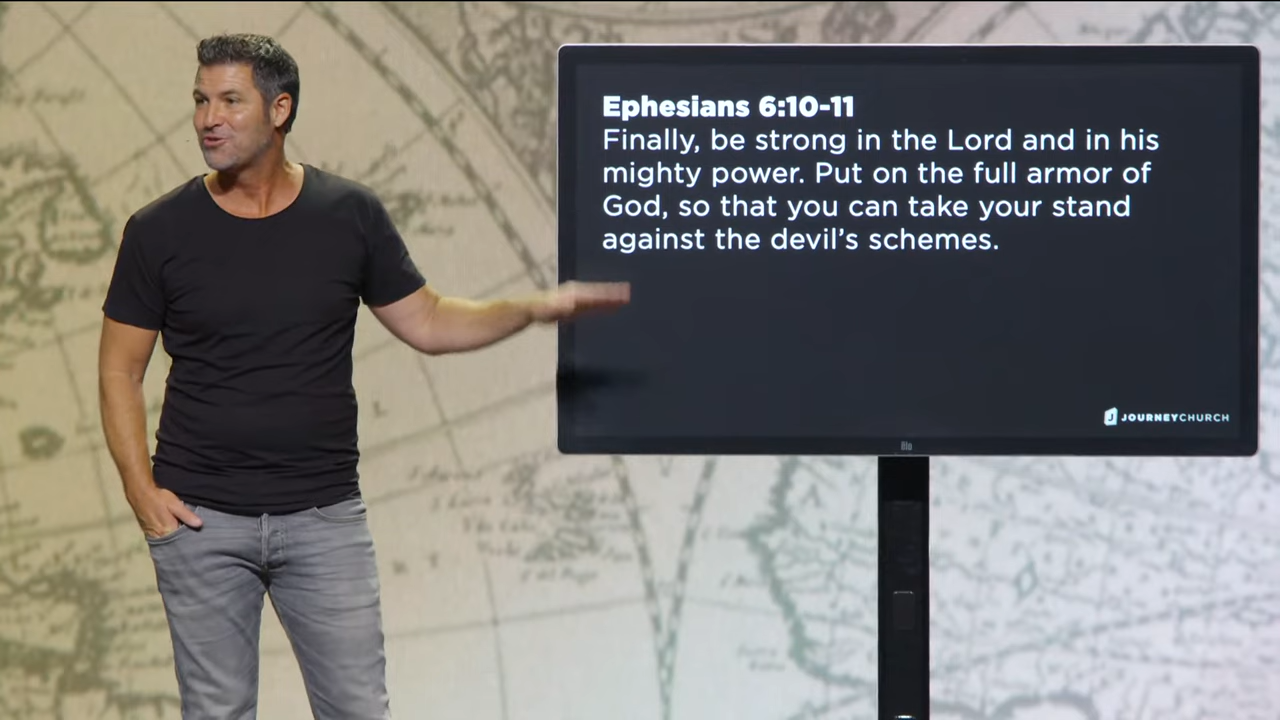 Ephesians 6:10-11
Finally, be strong in the Lord and in his
mighty power. Put on the full armor of
God, so that you can take your stand
against the devil's schemes.
JOURNEYCHURCH
elo